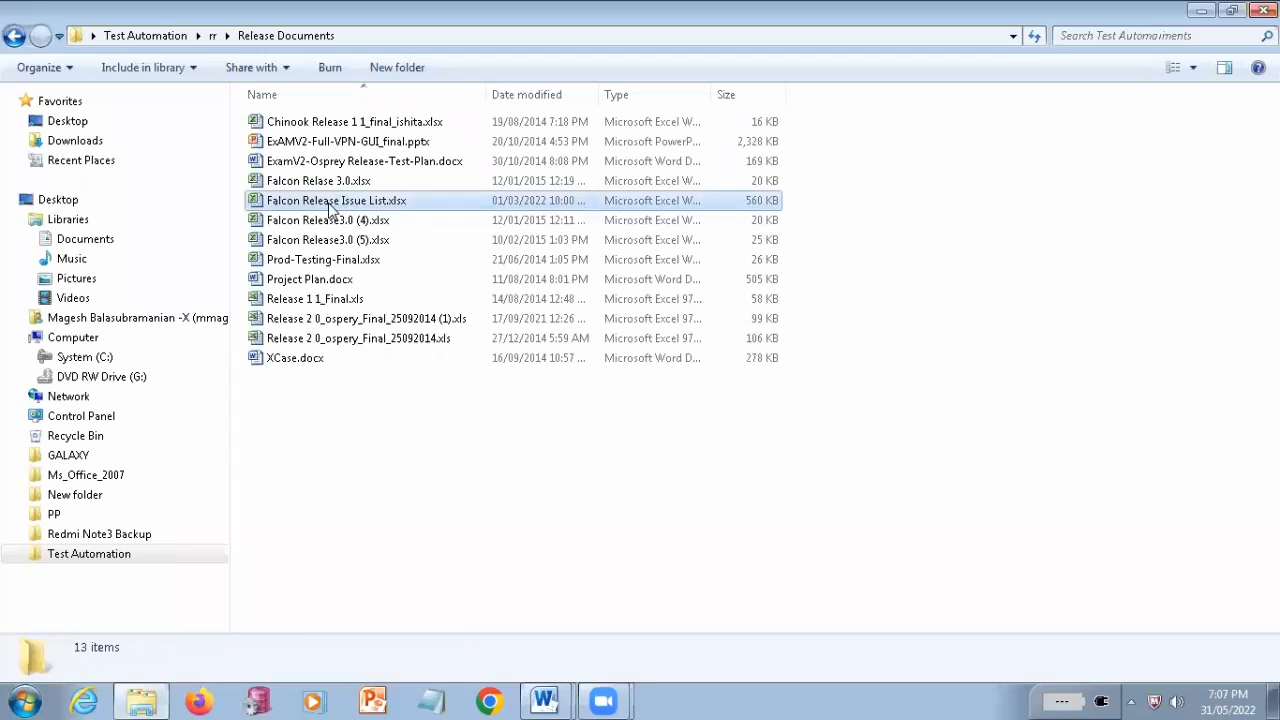 Test Automation rr Release Documents Search Test Automaiments
Organize Include in library Share with Burn New folder
Favorites
Desktop
Downloads
Recent Places
Desktop
Libraries
Documents
Music
Pictures
Videos
Magesh Balasubramanian -X (mmag
Computer
System (C:)
DVD RW Drive (G:)
Network
Control Panel
Recycle Bin
GALAXY
Ms_Office_2007
New folder
PP
Redmi Note3 Backup
Test Automation
Name Date modified Type Size
Chinook Release 1 1_final_ishita.xlsx 19/08/2014 7:18 PM Microsoft Excel W... 16 KB
ExAMV2-Full-VPN-GUI_final.pptx 20/10/2014 4:53 PM Microsoft PowerP... 2,328 KB
ExamV2-Osprey Release-Test-Plan.docx 30/10/2014 8:08 PM Microsoft Word D... 169 KB
Falcon Relase 3.0.xlsx 12/01/2015 12:19 ... Microsoft Excel W... 20 KB
Falcon Release Issue List.xlsx 01/03/2022 10:00 ... Microsoft Excel W... 560 KB
Falcon Release3.0 (4).xlsx 12/01/2015 12:11 ... Microsoft Excel W... 20 KB
Falcon Release3.0 (5).xlsx 10/02/2015 1:03 PM Microsoft Excel W... 25 KB
Prod-Testing-Final.xlsx 21/06/2014 1:05 PM Microsoft Excel W... 26 KB
Project Plan.docx 11/08/2014 8:01 PM Microsoft Word D... 505 KB
Release 1 1_Final.xls 14/08/2014 12:48 ... Microsoft Excel 97... 58 KB
Release 2 0_ospery_Final_25092014 (1).xls 17/09/2021 12:26 ... Microsoft Excel 97... 99 KB
Release 2 0_ospery_Final_25092014.xls 27/12/2014 5:59 AM Microsoft Excel 97... 106 KB
XCase.docx 16/09/2014 10:57 ... Microsoft Word D... 278 KB
13 items
7:07 PM
31/05/2022